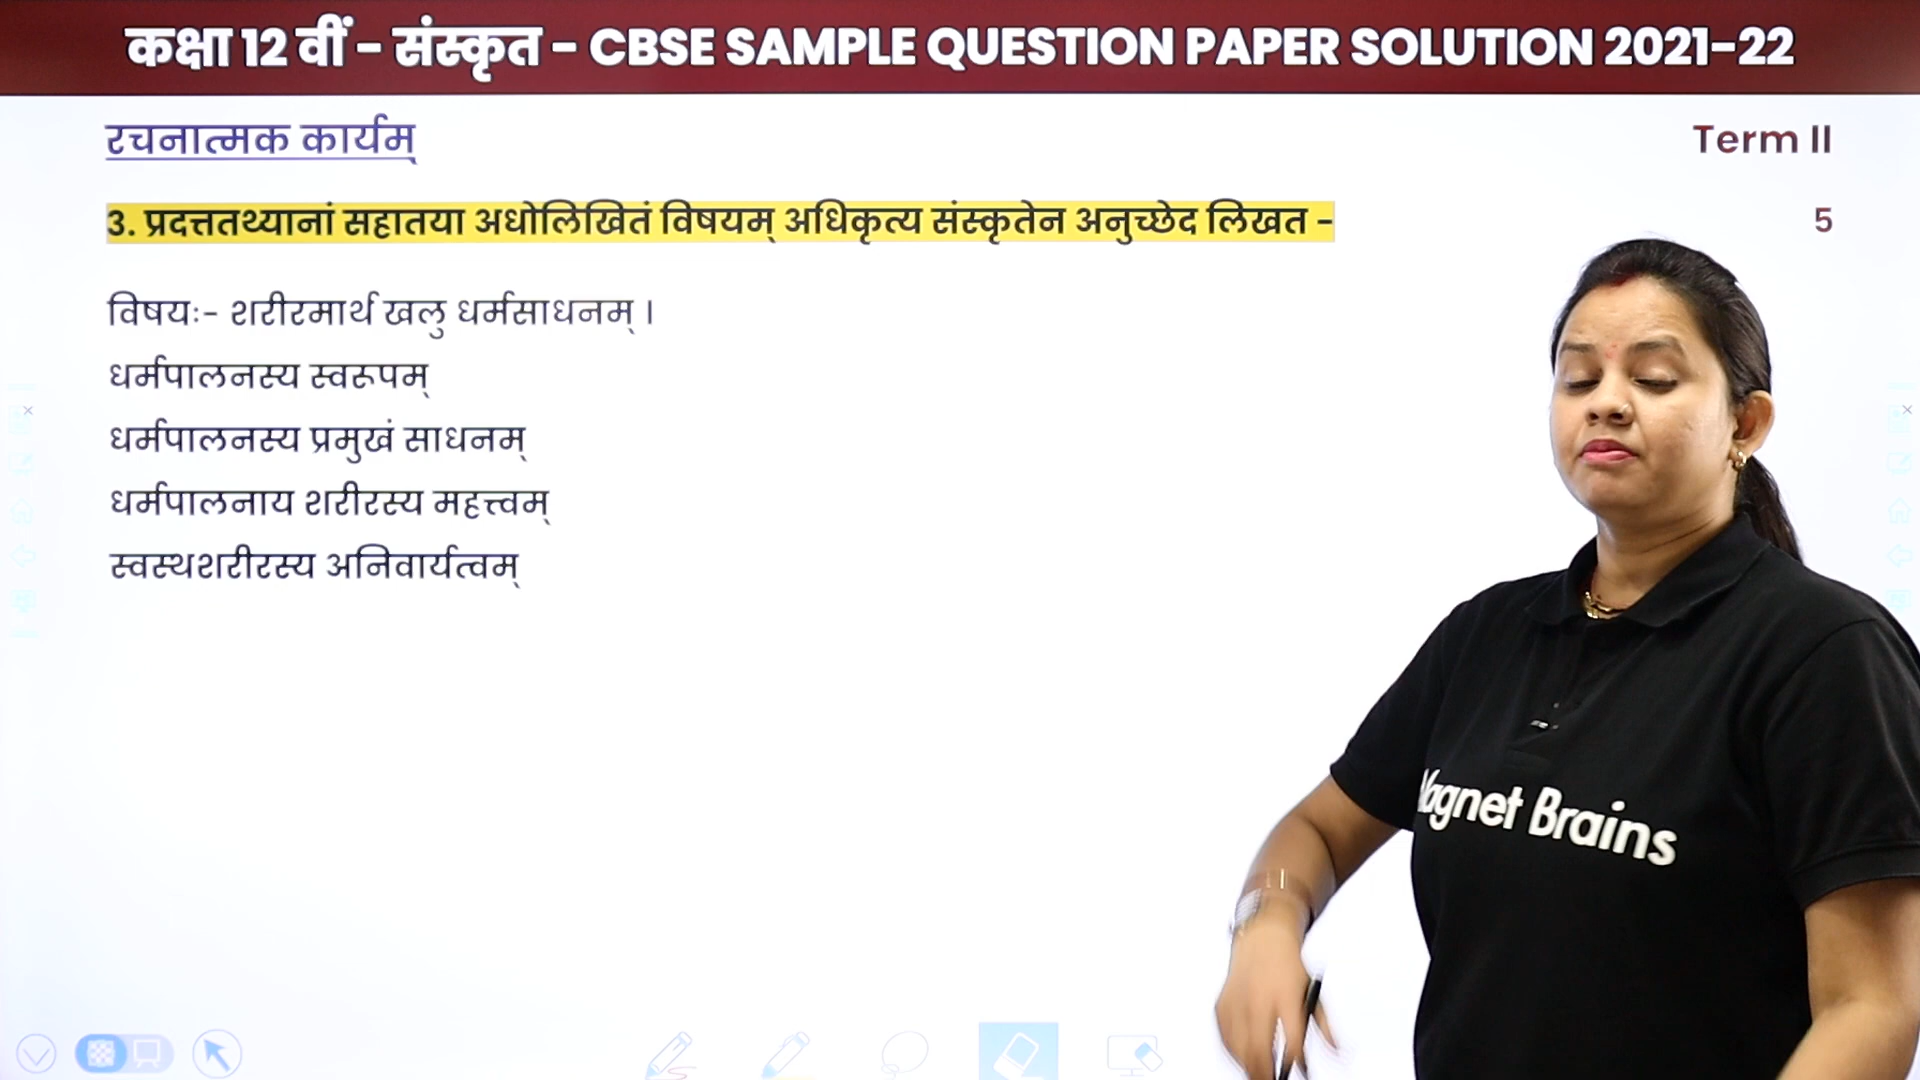 कक्षा 12 वीं - संस्कृत - CBSE SAMPLE QUESTION PAPER SOLUTION 2021-22
रचनात्मक कार्यम्
Term II
3. प्रदत्ततथ्यानां सहातया अधोलिखितं विषयम् अधिकृत्य संस्कृतेन अनुच्छेद लिखत -
5
विषयः- शरीरमार्थ खलु धर्मसाधनम् ।
धर्मपालनस्य स्वरूपम्
धर्मपालनस्य प्रमुखं साधनम्
धर्मपालनाय शरीरस्य महत्त्वम्
स्वस्थशरीरस्य अनिवार्यत्वम्
Magnet Brains